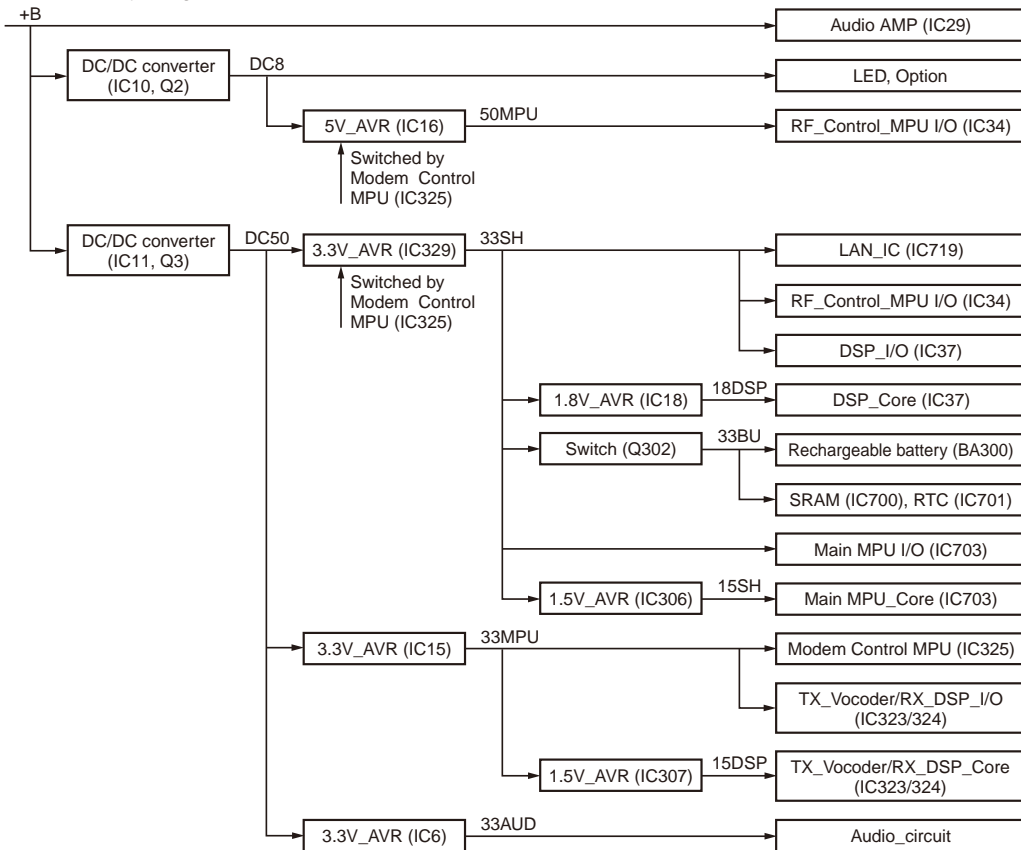 +B
Audio AMP (IC29)
DC/DC converter
(IC10, Q2)
DC8
LED, Option
5V_AVR (IC16)
50MPU
RF_Control_MPU I/O (IC34)
Switched by
Modem Control
MPU (IC325)
DC/DC converter
(IC11, Q3)
DC50
3.3V_AVR (IC329)
33SH
LAN_IC (IC719)
Switched by
Modem Control
MPU (IC325)
RF_Control_MPU I/O (IC34)
DSP_I/O (IC37)
1.8V_AVR (IC18)
18DSP
DSP_Core (IC37)
Switch (Q302)
33BU
Rechargeable battery (BA300)
SRAM (IC700), RTC (IC701)
Main MPU I/O (IC703)
1.5V_AVR (IC306)
15SH
Main MPU_Core (IC703)
3.3V_AVR (IC15)
33MPU
Modem Control MPU (IC325)
TX_Vocoder/RX_DSP_I/O
(IC323/324)
1.5V_AVR (IC307)
15DSP
TX_Vocoder/RX_DSP_Core
(IC323/324)
3.3V_AVR (IC6)
33AUD
Audio_circuit